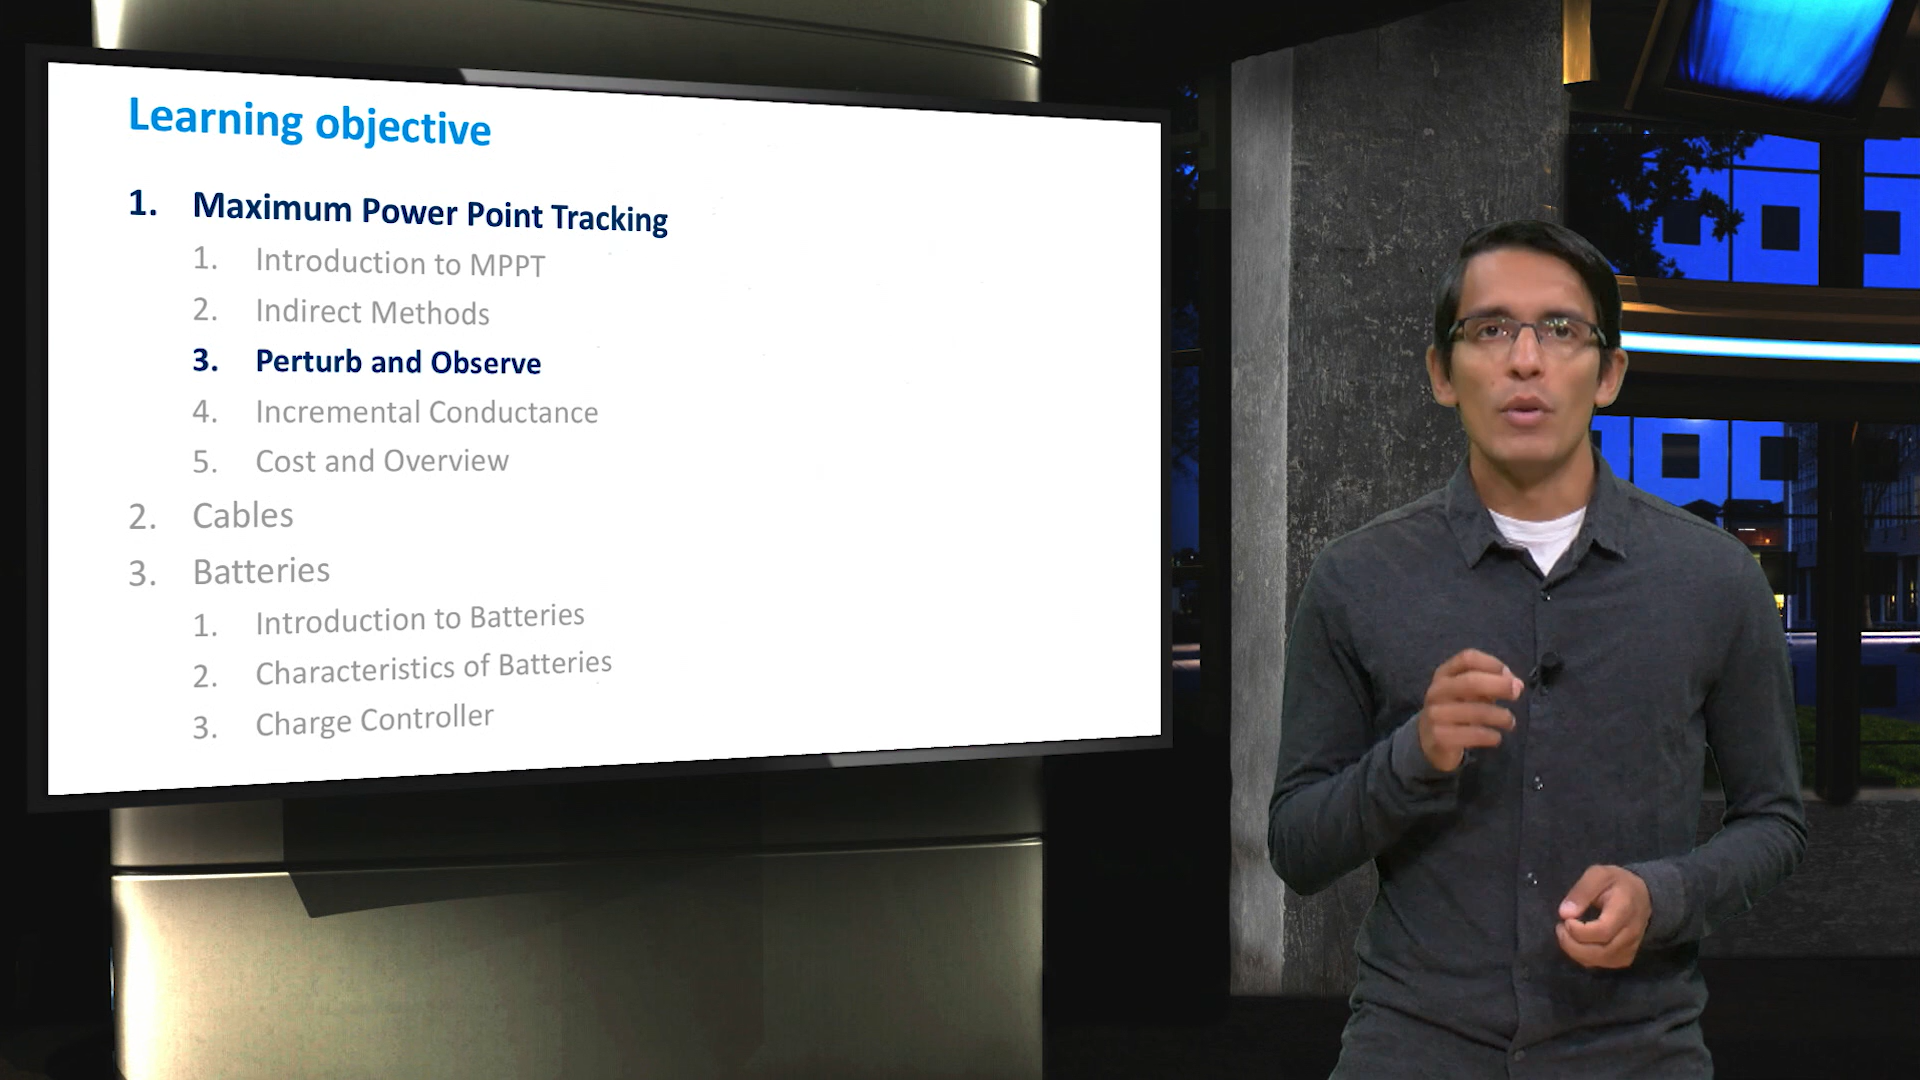 Learning objective
1. Maximum Power Point Tracking
1. Introduction to MPPT
2. Indirect Methods
3. Perturb and Observe
4. Incremental Conductance
5. Cost and Overview
2. Cables
3. Batteries
1. Introduction to Batteries
2. Characteristics of Batteries
3. Charge Controller